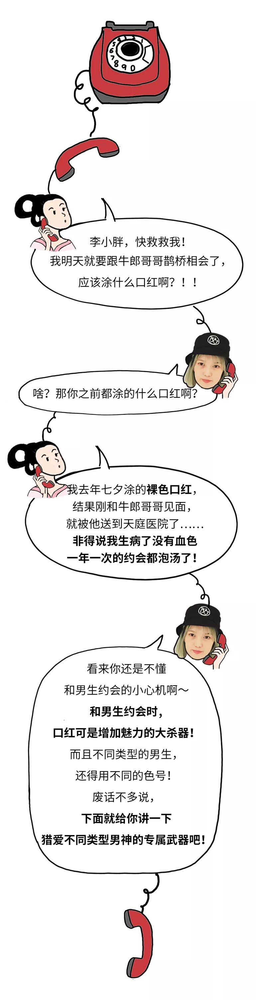 5 4 3 2 1
6
7
8 9 0
李小胖，快救救我！
我明天就要跟牛郎哥哥鹊桥相会了，
应该涂什么口红啊？！！
啥？那你之前都涂的什么口红啊？
我去年七夕涂的裸色口红，
结果刚和牛郎哥哥见面，
就被他送到天庭医院了……
非得说我生病了没有血色
一年一次的约会都泡汤了！
看来你还是不懂
和男生约会的小心机啊～
和男生约会时，
口红可是增加魅力的大杀器！
而且不同类型的男生，
还得用不同的色号！
废话不多说，
下面就给你讲一下
猎爱不同类型男神的专属武器吧！